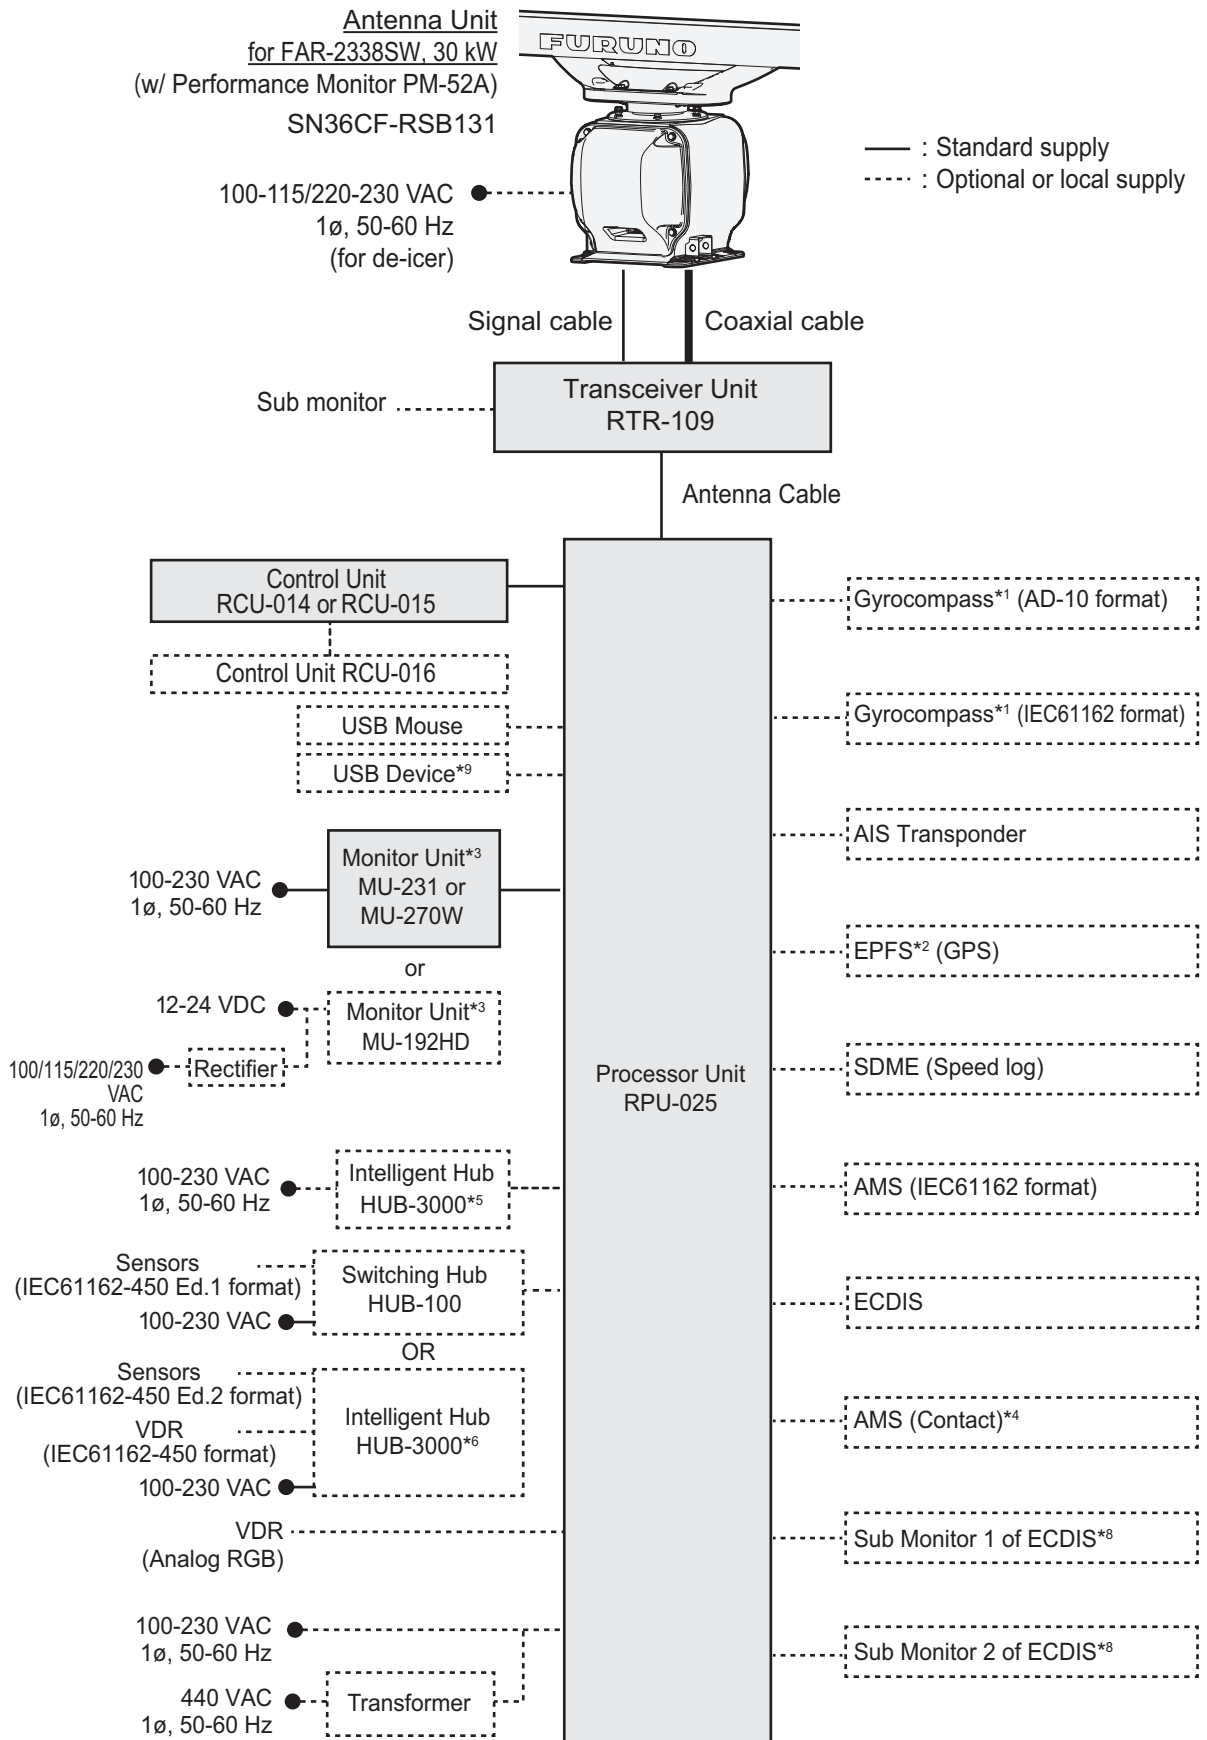 Antenna Unit
for FAR-2338SW, 30 kW
(w/ Performance Monitor PM-52A)
SN36CF-RSB131
FURUNO
100-115/220-230 VAC
1ø, 50-60 Hz
(for de-icer)
: Standard supply
: Optional or local supply
Signal cable
Coaxial cable
Sub monitor
Transceiver Unit
RTR-109
Antenna Cable
Control Unit
RCU-014 or RCU-015
Control Unit RCU-016
USB Mouse
USB Device*9
Monitor Unit*3
MU-231 or
MU-270W
100-230 VAC
1ø, 50-60 Hz
or
12-24 VDC
Monitor Unit*3
MU-192HD
100/115/220/230
VAC
1ø, 50-60 Hz
Rectifier
100-230 VAC
1ø, 50-60 Hz
Intelligent Hub
HUB-3000*5
Sensors
(IEC61162-450 Ed.1 format)
100-230 VAC
Switching Hub
HUB-100
OR
Sensors
(IEC61162-450 Ed.2 format)
VDR
(IEC61162-450 format)
100-230 VAC
Intelligent Hub
HUB-3000*6
VDR
(Analog RGB)
100-230 VAC
1ø, 50-60 Hz
440 VAC
1ø, 50-60 Hz
Transformer
Processor Unit
RPU-025
Gyrocompass*1 (AD-10 format)
Gyrocompass*1 (IEC61162 format)
AIS Transponder
EPFS*2 (GPS)
SDME (Speed log)
AMS (IEC61162 format)
ECDIS
AMS (Contact)*4
Sub Monitor 1 of ECDIS*8
Sub Monitor 2 of ECDIS*8